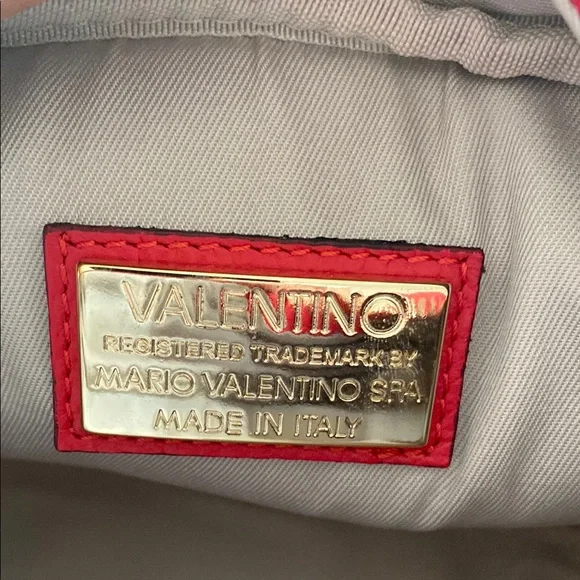 VALENTINO
REGISTERED TRADEMARK BY
MARIO VALENTINO SPA
MADE IN ITALY